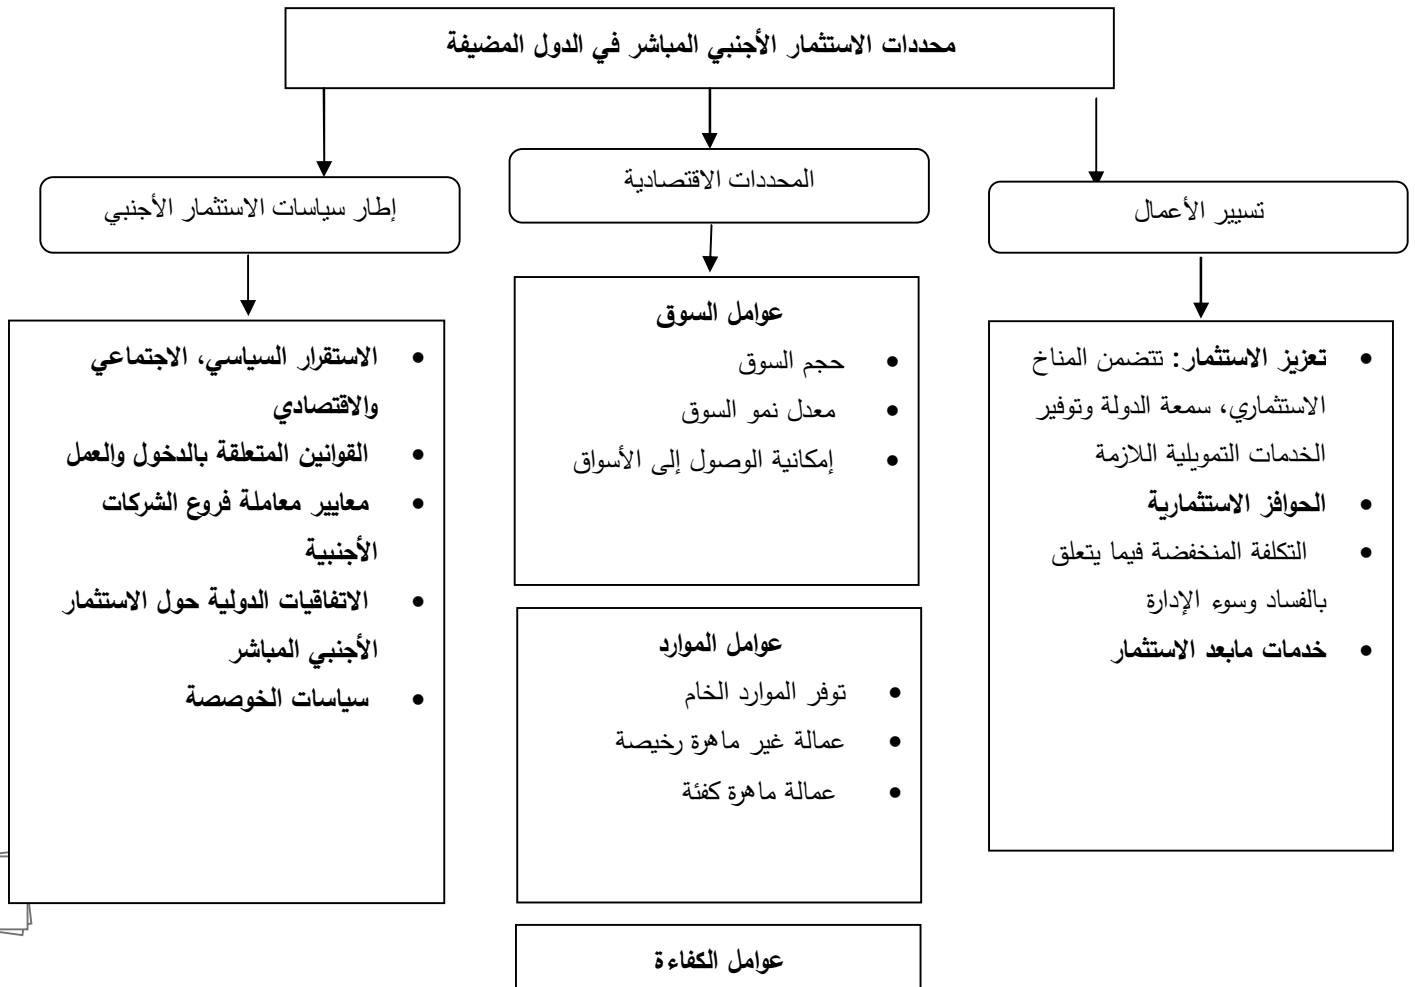 محددات الاستثمار الأجنبي المباشر في الدول المضيفة
تسيير الأعمال
• تعزيز الاستثمار: تتضمن المناخ
الاستثماري، سمعة الدولة وتوفير
الخدمات التمويلية اللازمة
• الحوافز الاستثمارية
• التكلفة المنخفضة فيما يتعلق
بالفساد وسوء الإدارة
• خدمات مابعد الاستثمار
المحددات الاقتصادية
عوامل السوق
• حجم السوق
• معدل نمو السوق
• إمكانية الوصول إلى الأسواق
عوامل الموارد
• توفر الموارد الخام
• عمالة غير ماهرة رخيصة
• عمالة ماهرة كفئة
عوامل الكفاءة
إطار سياسات الاستثمار الأجنبي
• الاستقرار السياسي، الاجتماعي
والاقتصادي
• القوانين المتعلقة بالدخول والعمل
• معايير معاملة فروع الشركات
الأجنبية
• الاتفاقيات الدولية حول الاستثمار
الأجنبي المباشر
• سياسات الخوصصة